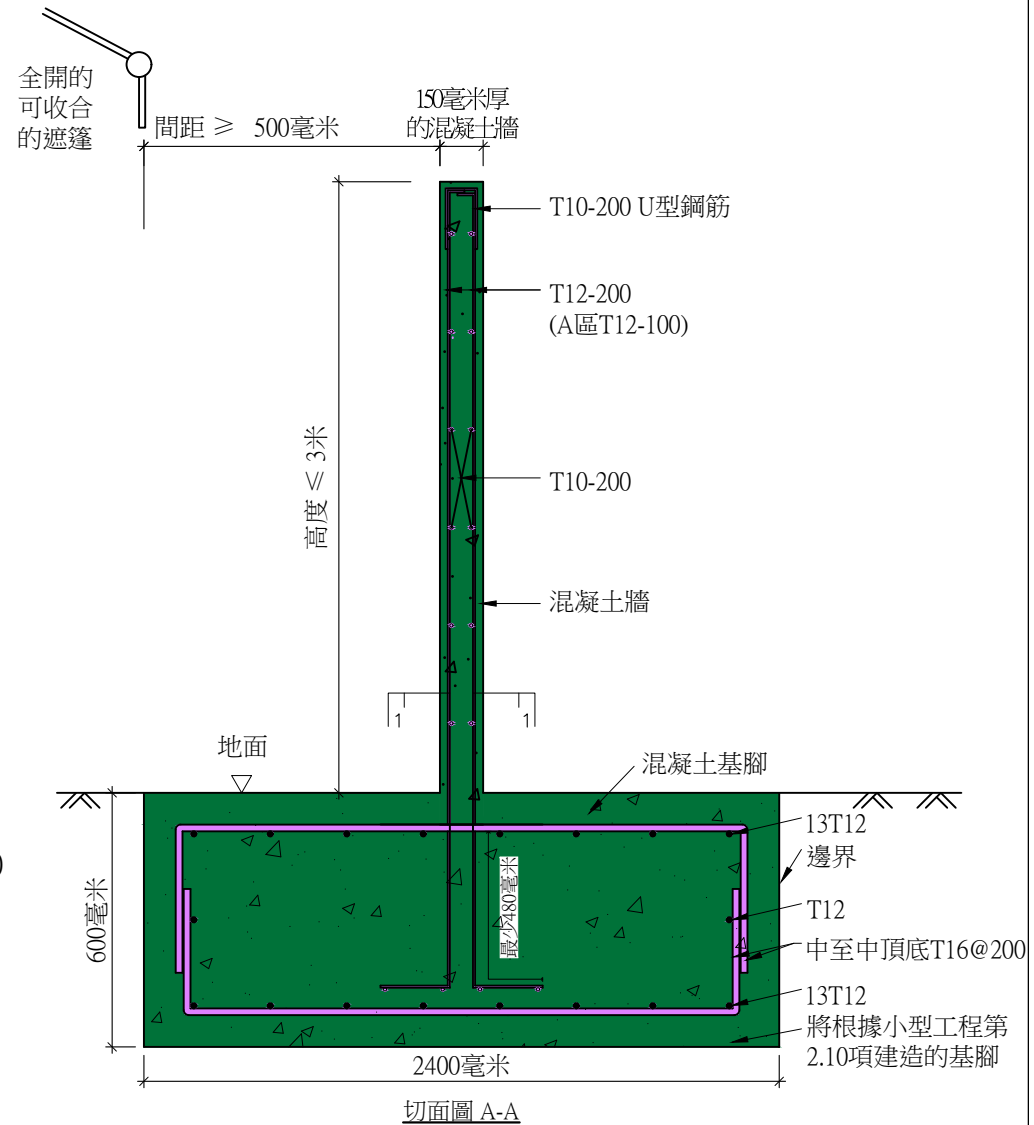 全開的
可收合
的遮篷
間距 ≥ 500毫米
150毫米厚
的混凝土牆
T10-200 U型鋼筋
T12-200
(A區T12-100)
高度 ≤ 3米
T10-200
混凝土牆
1
1
地面
混凝土基腳
13T12
邊界
)
最少480毫米
600毫米
T12
中至中頂底T16@200
13T12
將根據小型工程第
2.10項建造的基腳
2400毫米
切面圖 A-A